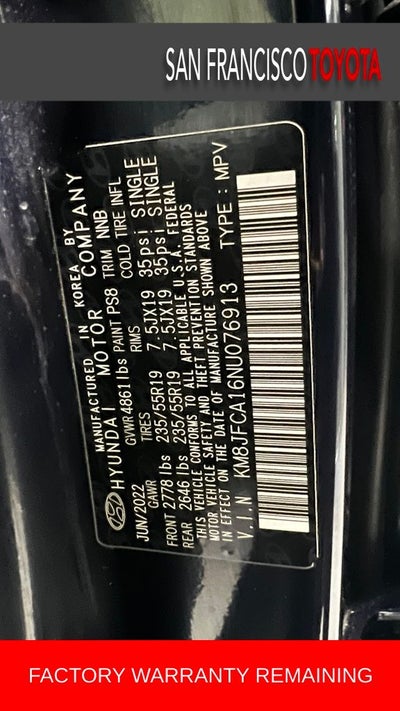 SAN FRANCISCO TOYOTA
MANUFACTURED IN KOREA BY
HYUNDAI MOTOR COMPANY
JUN/2022 GVWR 4861 lbs PAINT PS8 TRIM NNB
GAWR TIRES RIMS COLD TIRE INFL
FRONT 2778 lbs 235/55R19 7.5JX19 35psi SINGLE
REAR 2646 lbs 235/55R19 7.5JX19 35psi SINGLE
THIS VEHICLE CONFORMS TO ALL APPLICABLE U.S.A. FEDERAL
MOTOR VEHICLE SAFETY AND THEFT PREVENTION STANDARDS
IN EFFECT ON THE DATE OF MANUFACTURE SHOWN ABOVE
V.I.N KM8JFCA16NU076913 TYPE : MPV
FACTORY WARRANTY REMAINING